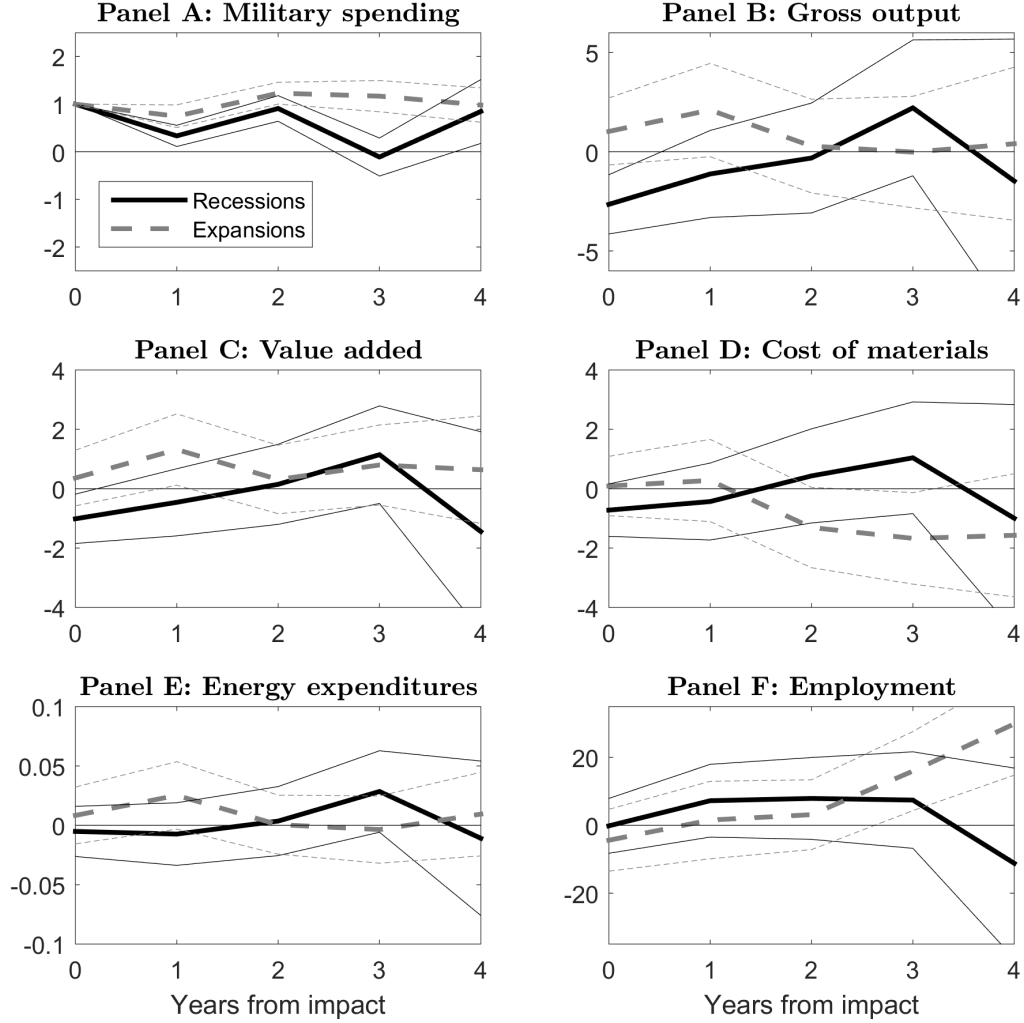 Panel A: Military spending
2
1
0
-1
-2
Recessions
Expansions
0 1 2 3 4
Panel B: Gross output
5
0
-5
0 1 2 3 4
Panel C: Value added
4
2
0
-2
-4
0 1 2 3 4
Panel D: Cost of materials
4
2
0
-2
-4
0 1 2 3 4
Panel E: Energy expenditures
0.1
0.05
0
-0.05
-0.1
0 1 2 3 4
Years from impact
Panel F: Employment
20
0
-20
0 1 2 3 4
Years from impact